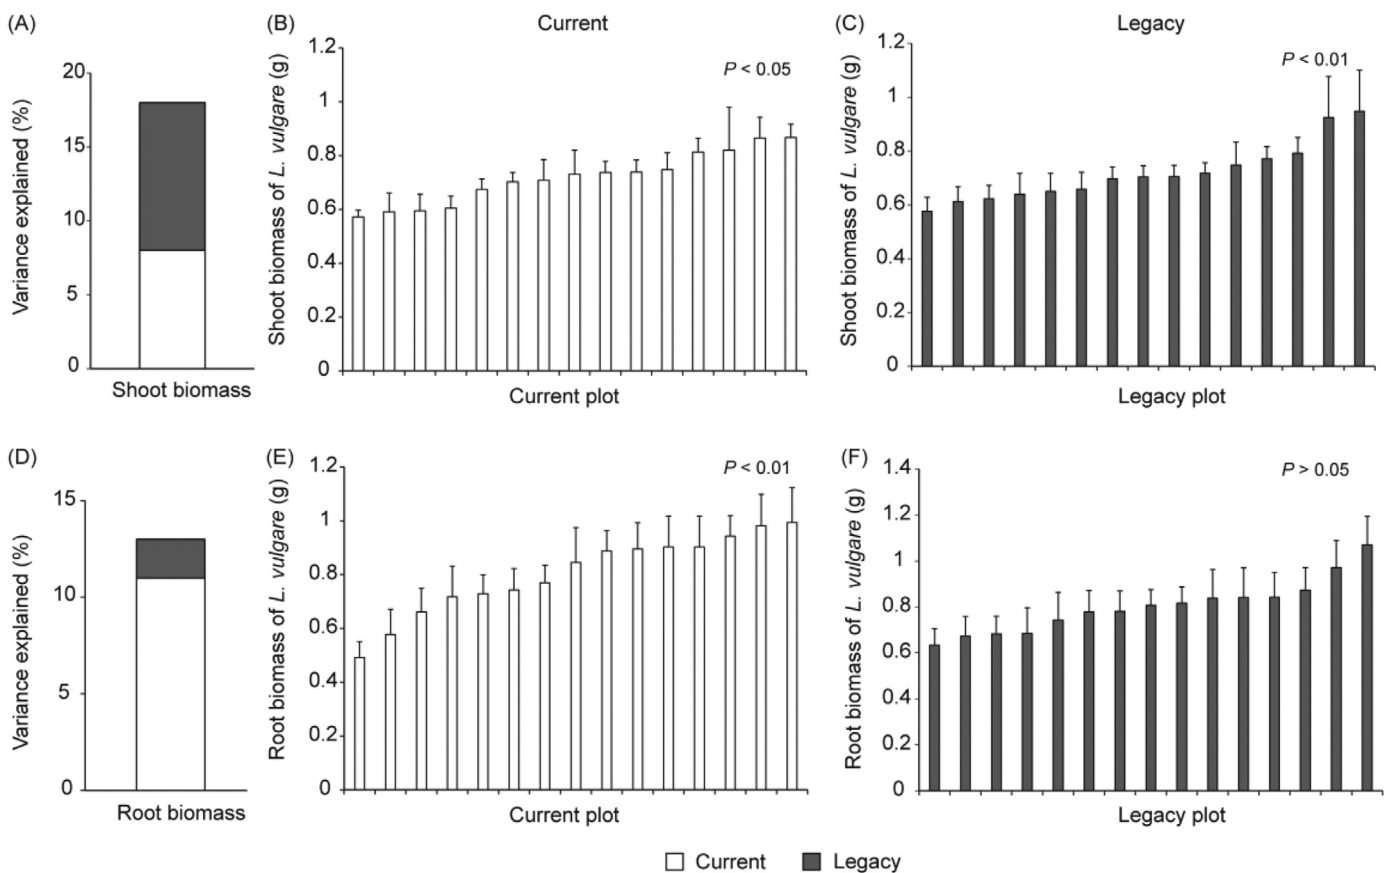 (A)
Variance explained (%)
20
15
10
5
0
Shoot biomass
(B)
Current
Shoot biomass of L. vulgare (g)
1.2
1
0.8
0.6
0.4
0.2
0
P < 0.05
Current plot
(C)
Legacy
Shoot biomass of L. vulgare (g)
1.2
1
0.8
0.6
0.4
0.2
0
P < 0.01
Legacy plot
(D)
Variance explained (%)
15
10
5
0
Root biomass
(E)
Root biomass of L. vulgare (g)
1.2
1
0.8
0.6
0.4
0.2
0
P < 0.01
Current plot
(F)
Root biomass of L. vulgare (g)
1.4
1.2
1
0.8
0.6
0.4
0.2
0
P > 0.05
Legacy plot
Current
Legacy